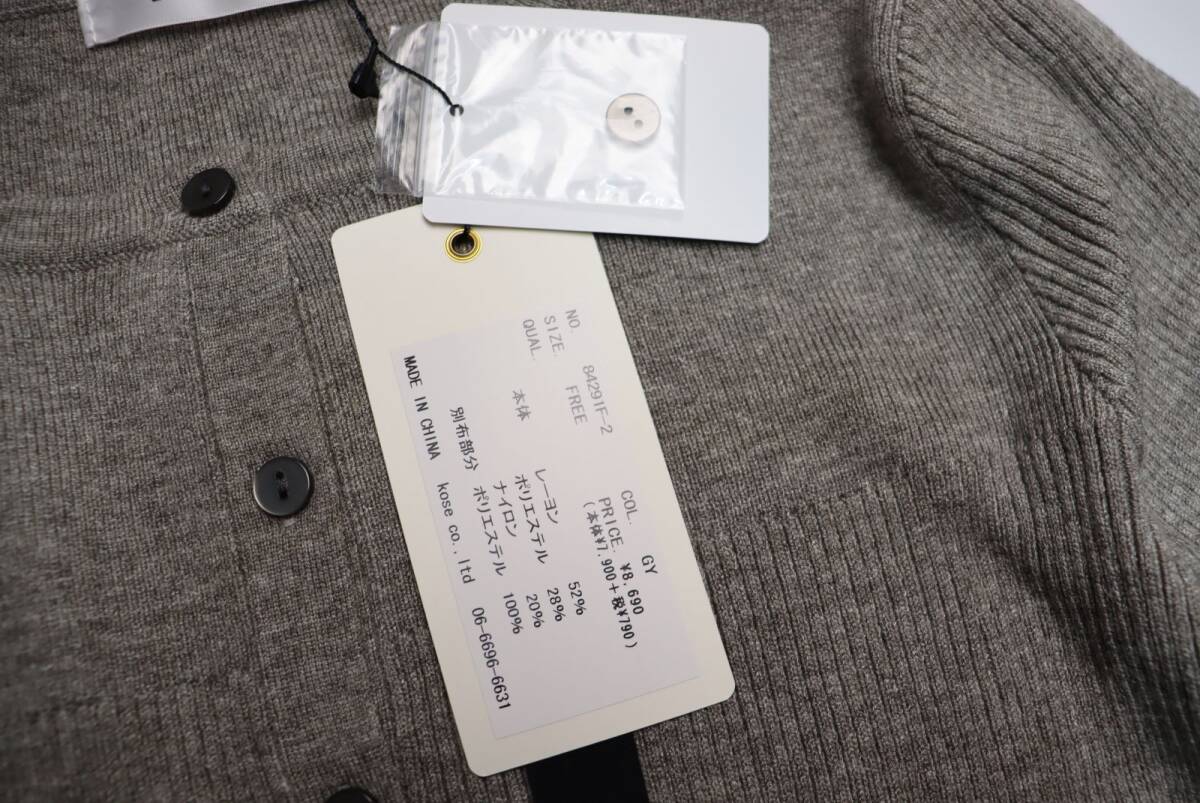 NO. 84291F-2 COL. GY
SIZE. FREE PRICE. ¥8,690
(本体¥7,900+税¥790)
QUAL. 本体 レーヨン 52%
ポリエステル 28%
ナイロン 20%
別布部分 ポリエステル 100%
MADE IN CHINA kose co.,ltd 06-6696-6631